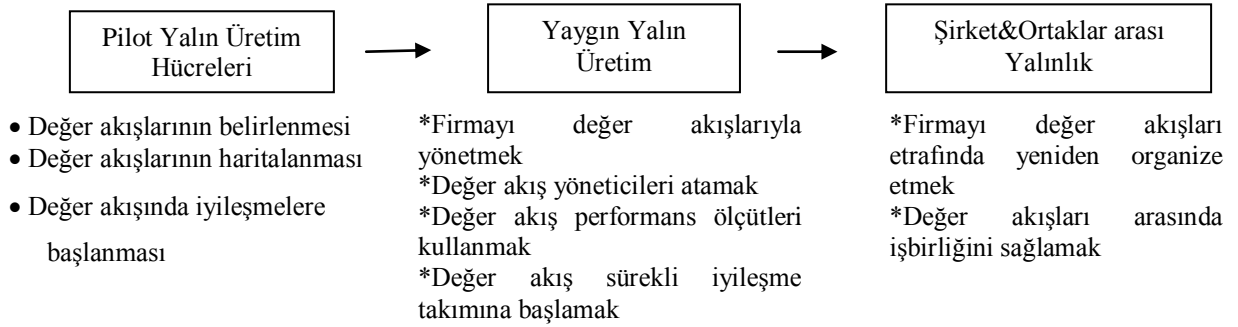 Pilot Yalın Üretim
Hücreleri
Yaygın Yalın
Üretim
Şirket&Ortaklar arası
Yalınlık
• Değer akışlarının belirlenmesi
• Değer akışlarının haritalanması
• Değer akışında iyileşmelere
başlanması
*Firmayı değer akışlarıyla
yönetmek
*Değer akış yöneticileri atamak
*Değer akış performans ölçütleri
kullanmak
*Değer akış sürekli iyileşme
takımına başlamak
*Firmayı değer akışları
etrafında yeniden organize
etmek
*Değer akışları arasında
işbirliğini sağlamak